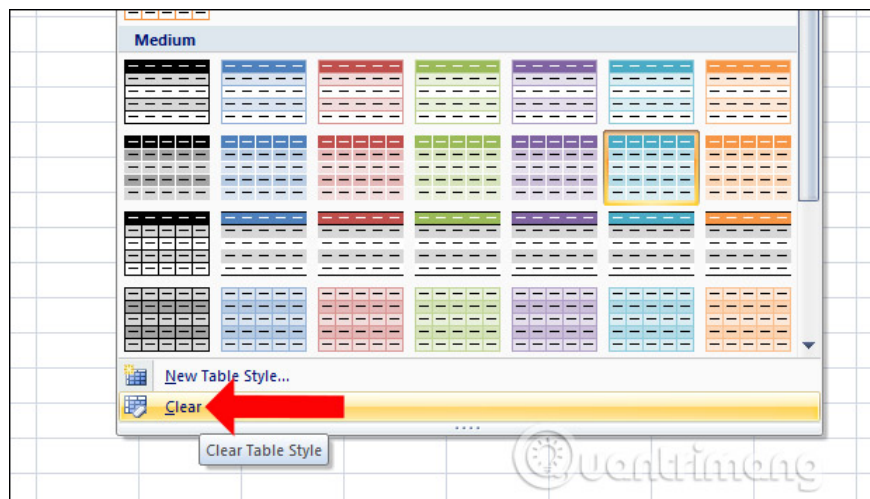 Medium
New Table Style...
Clear
Clear Table Style
Quantrimang